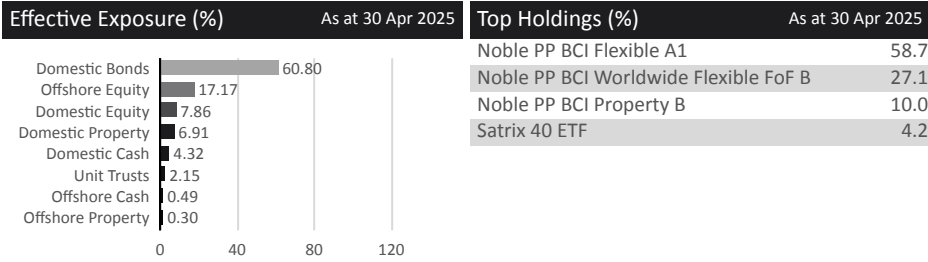 Effective Exposure (%) As at 30 Apr 2025
Domestic Bonds 60.80
Offshore Equity 17.17
Domestic Equity 7.86
Domestic Property 6.91
Domestic Cash 4.32
Unit Trusts 2.15
Offshore Cash 0.49
Offshore Property 0.30
0 40 80 120
Top Holdings (%) As at 30 Apr 2025
Noble PP BCI Flexible A1 58.7
Noble PP BCI Worldwide Flexible FoF B 27.1
Noble PP BCI Property B 10.0
Satrix 40 ETF 4.2